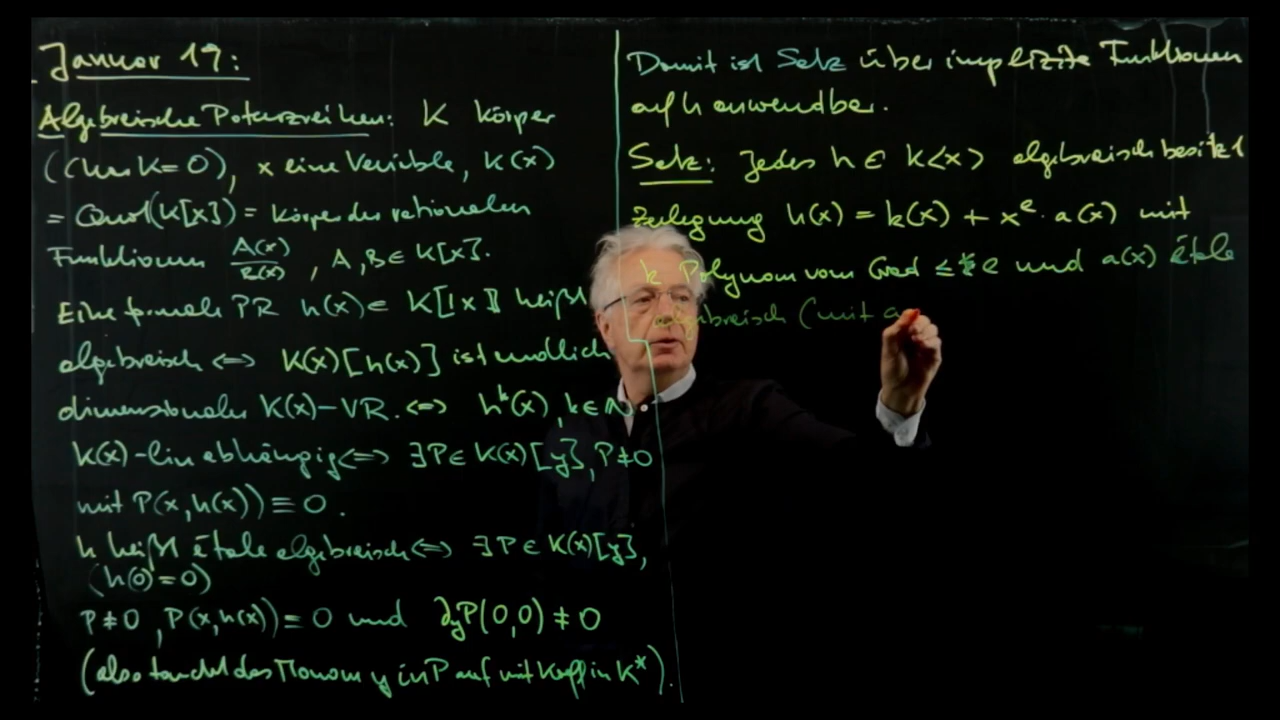 Januar 19:
Algebraische Potenzreihen: K Körper
(Char K=0), x eine Variable, K(x)
= Quot(K[x]) = Körper der rationalen
Funktionen A(x)/B(x), A,B ∈ K[x].
Eine formale PR h(x) ∈ K[[x]] heißt
algebraisch ⇔ K(x)[h(x)] ist endlich
dimensionaler K(x)-VR. ⇔ hᵏ(x), k∈N
K(x)-lin abhängig ⇔ ∃P∈ K(x)[y], P≠0
mit P(x,h(x)) ≡ 0.
h heißt étale algebraisch ⇔ ∃ P ∈ K(x)[y],
(h(0)=0)
P≠0, P(x,h(x)) = 0 und ∂yP(0,0) ≠ 0
(also taucht das Monom y in P auf mit Koeff in K*).
Damit ist Satz über implizite Funktionen
auf h anwendbar.
Satz: Jedes h ∈ K<x> algebraisch besitzt
Zerlegung h(x) = k(x) + xᵉ · a(x) mit
k Polynom vom Grad ≤ e und a(x) étale
algebraisch (mit a